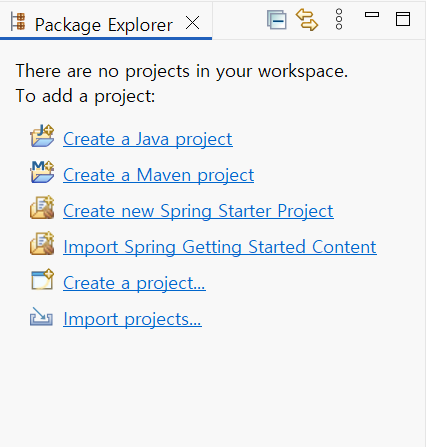 Package Explorer
There are no projects in your workspace.
To add a project:
Create a Java project
Create a Maven project
Create new Spring Starter Project
Import Spring Getting Started Content
Create a project...
Import projects...